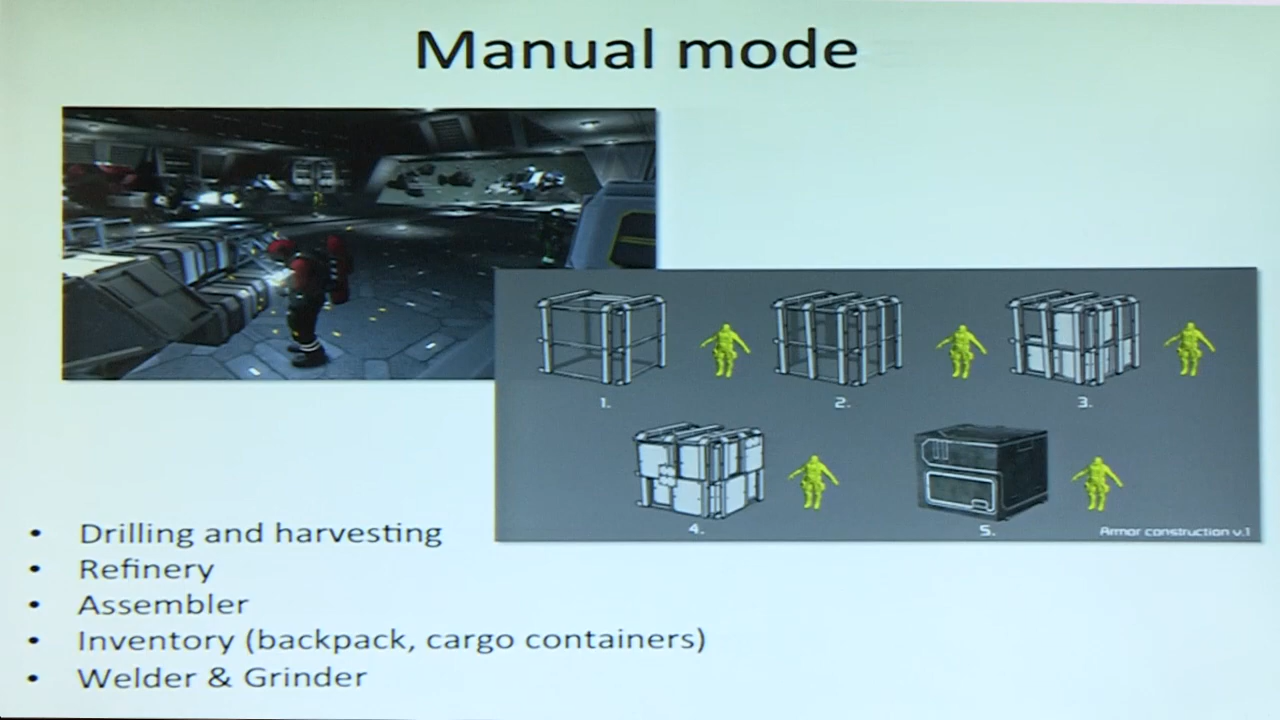 Manual mode
1.
2.
3.
4.
5.
Armor construction v.1
• Drilling and harvesting
• Refinery
• Assembler
• Inventory (backpack, cargo containers)
• Welder & Grinder